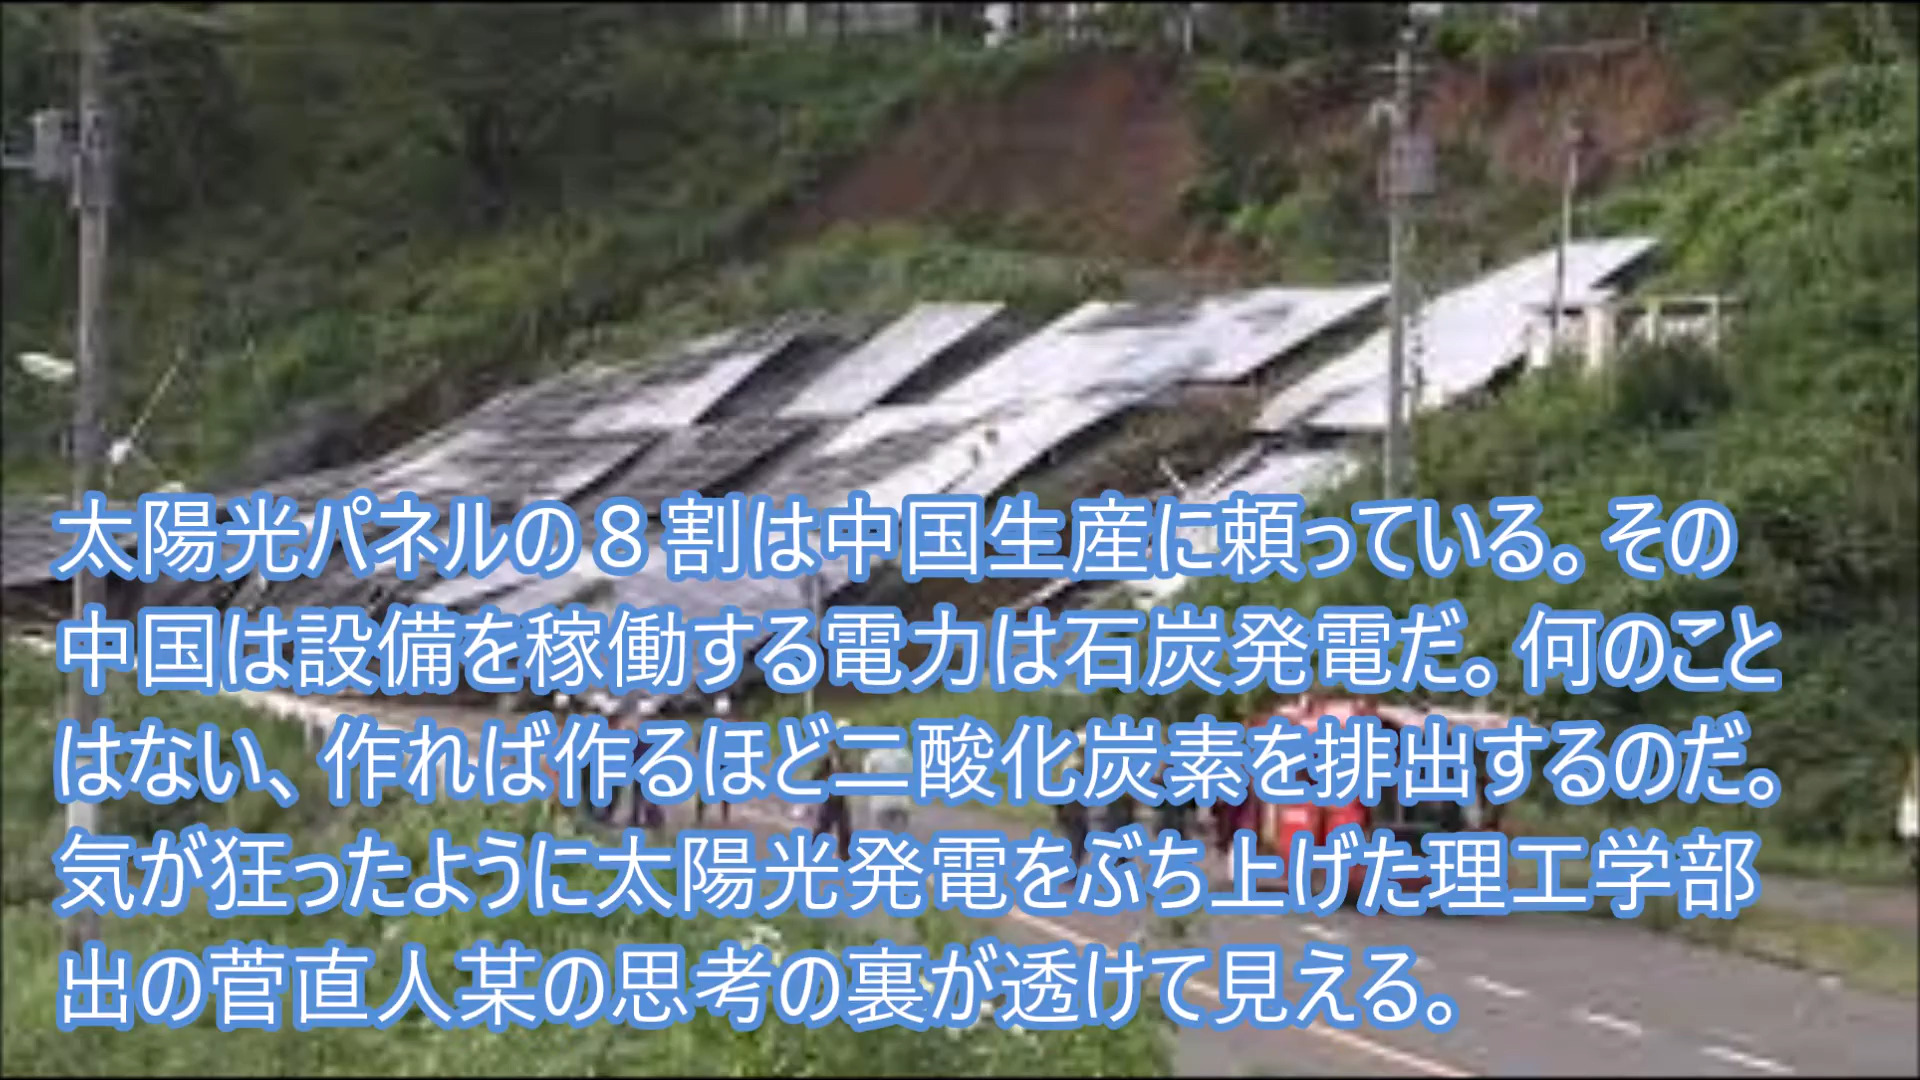 太陽光パネルの８割は中国生産に頼っている。その
中国は設備を稼働する電力は石炭発電だ。何のこと
はない、作れば作るほど二酸化炭素を排出するのだ。
気が狂ったように太陽光発電をぶち上げた理工学部
出の菅直人某の思考の裏が透けて見える。